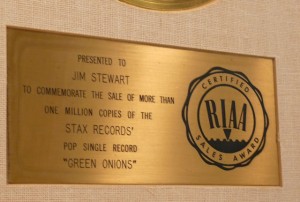 PRESENTED TO
JIM STEWART
TO COMMEMORATE THE SALE OF MORE THAN
ONE MILLION COPIES OF THE
STAX RECORDS'
POP SINGLE RECORD
"GREEN ONIONS"
CERTIFIED
RIAA
SALES AWARD